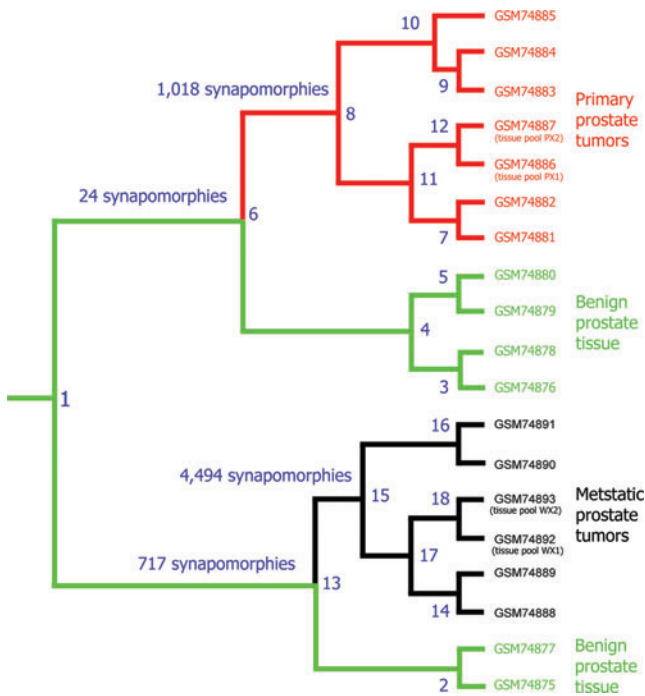 10
GSM74885
GSM74884
1,018 synapomorphies
9
GSM74883
Primary
prostate
tumors
8
12
GSM74887
(tissue pool PX2)
GSM74886
(tissue pool PX1)
11
24 synapomorphies
GSM74882
6
7
GSM74881
5
GSM74880
GSM74879
Benign
prostate
tissue
4
GSM74878
3
GSM74876
1
16
GSM74891
4,494 synapomorphies
GSM74890
15
18
GSM74893
(tissue pool WX2)
Metstatic
prostate
tumors
GSM74892
(tissue pool WX1)
17
717 synapomorphies
GSM74889
13
14
GSM74888
GSM74877
Benign
prostate
tissue
2
GSM74875